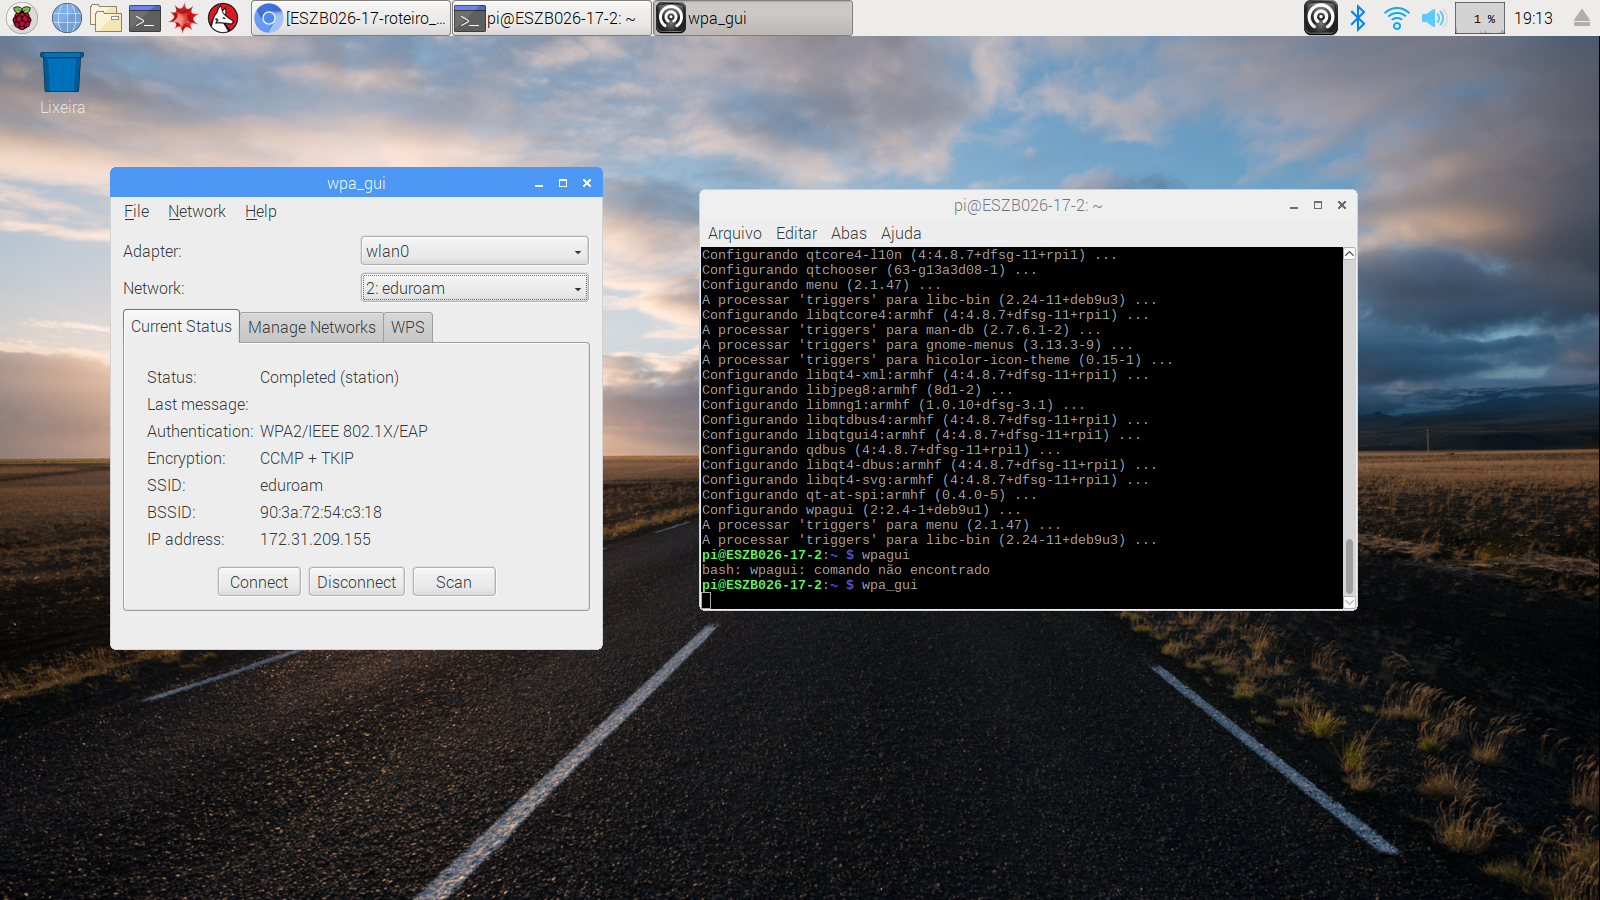 [ESZB026-17-roteiro_...
pi@ESZB026-17-2: ~
wpa_gui
1 %
19:13
Lixeira
wpa_gui
File Network Help
Adapter: wlan0
Network: 2: eduroam
Current Status Manage Networks WPS
Status: Completed (station)
Last message:
Authentication: WPA2/IEEE 802.1X/EAP
Encryption: CCMP + TKIP
SSID: eduroam
BSSID: 90:3a:72:54:c3:18
IP address: 172.31.209.155
Connect Disconnect Scan
pi@ESZB026-17-2: ~
Arquivo Editar Abas Ajuda
Configurando qtcore4-l10n (4:4.8.7+dfsg-11+rpi1) ...
Configurando qtchooser (63-g13a3d08-1) ...
Configurando menu (2.1.47) ...
A processar 'triggers' para libc-bin (2.24-11+deb9u3) ...
Configurando libqtcore4:armhf (4:4.8.7+dfsg-11+rpi1) ...
A processar 'triggers' para man-db (2.7.6.1-2) ...
A processar 'triggers' para gnome-menus (3.13.3-9) ...
A processar 'triggers' para hicolor-icon-theme (0.15-1) ...
Configurando libqt4-xml:armhf (4:4.8.7+dfsg-11+rpi1) ...
Configurando libjpeg8:armhf (8d1-2) ...
Configurando libmng1:armhf (1.0.10+dfsg-3.1) ...
Configurando libqtdbus4:armhf (4:4.8.7+dfsg-11+rpi1) ...
Configurando libqtgui4:armhf (4:4.8.7+dfsg-11+rpi1) ...
Configurando qdbus (4:4.8.7+dfsg-11+rpi1) ...
Configurando libqt4-dbus:armhf (4:4.8.7+dfsg-11+rpi1) ...
Configurando libqt4-svg:armhf (4:4.8.7+dfsg-11+rpi1) ...
Configurando qt-at-spi:armhf (0.4.0-5) ...
Configurando wpagui (2:2.4-1+deb9u1) ...
A processar 'triggers' para menu (2.1.47) ...
A processar 'triggers' para libc-bin (2.24-11+deb9u3) ...
pi@ESZB026-17-2:~ $ wpagui
bash: wpagui: comando não encontrado
pi@ESZB026-17-2:~ $ wpa_gui